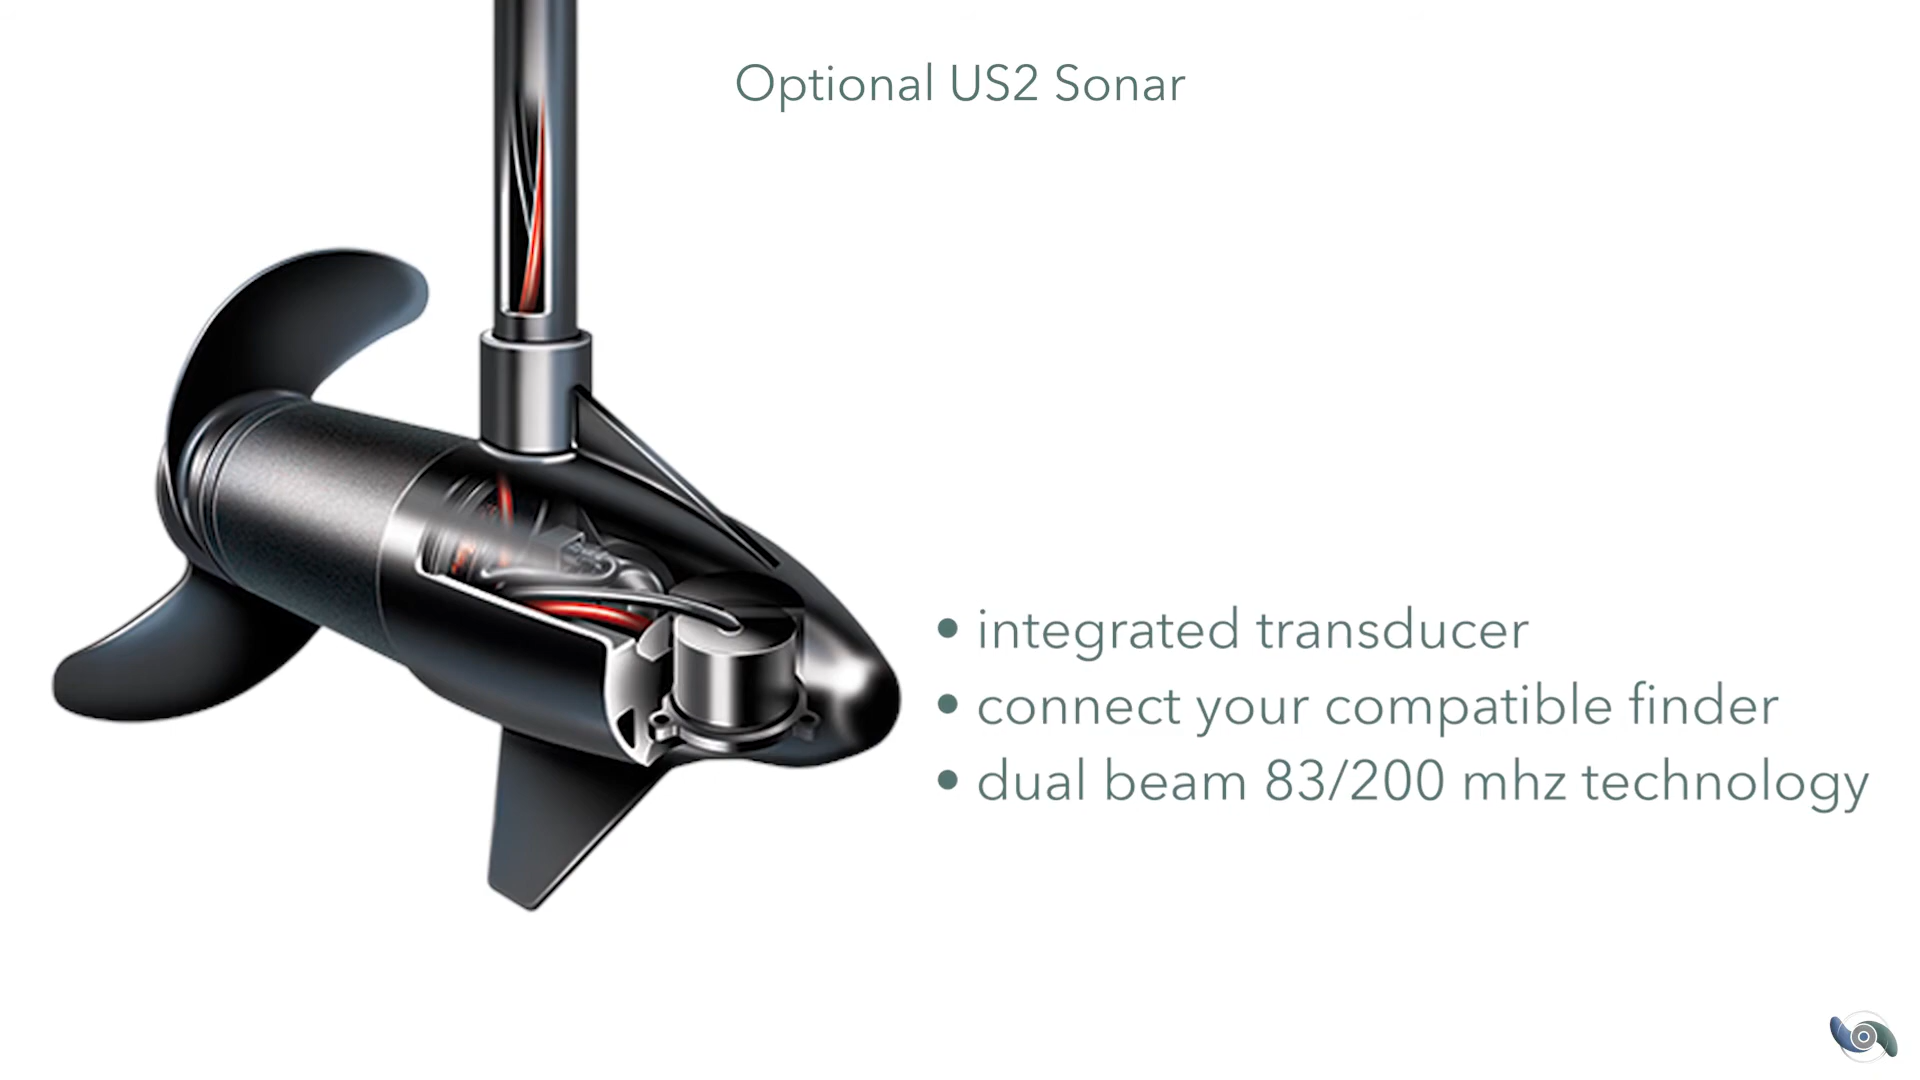 Optional US2 Sonar
• integrated transducer
• connect your compatible finder
• dual beam 83/200 mhz technology